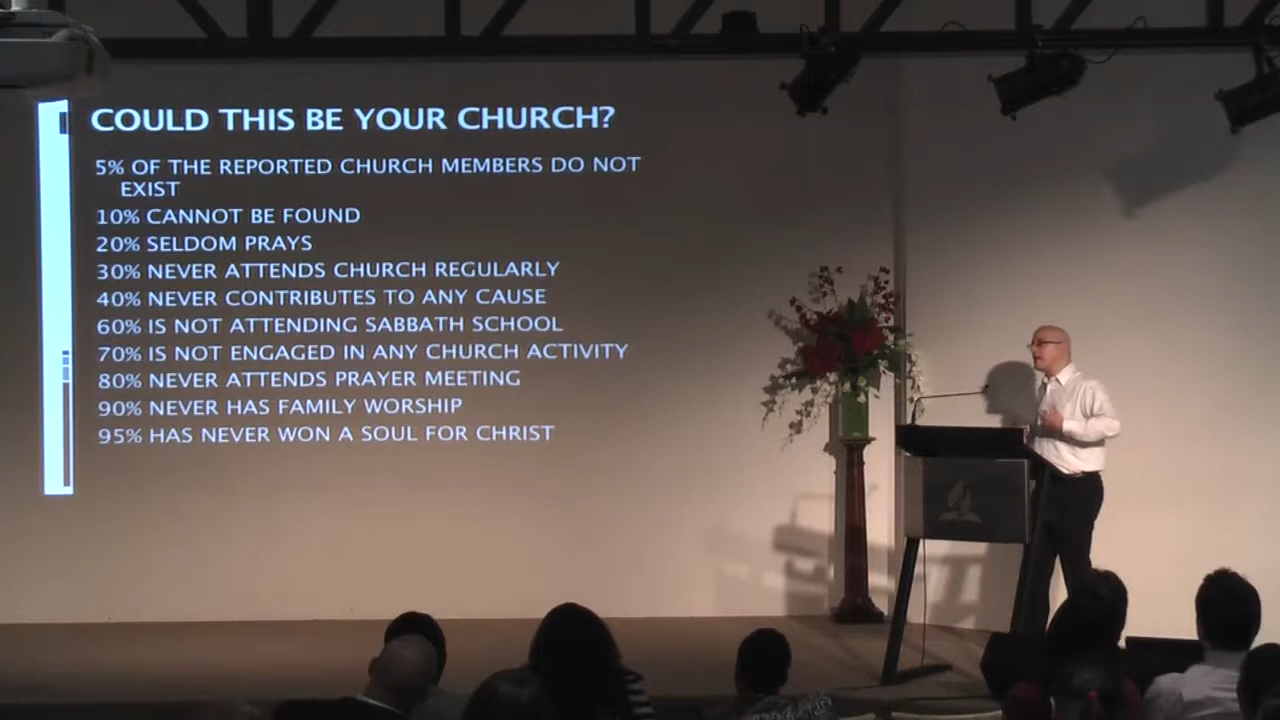 COULD THIS BE YOUR CHURCH?
5% OF THE REPORTED CHURCH MEMBERS DO NOT
EXIST
10% CANNOT BE FOUND
20% SELDOM PRAYS
30% NEVER ATTENDS CHURCH REGULARLY
40% NEVER CONTRIBUTES TO ANY CAUSE
60% IS NOT ATTENDING SABBATH SCHOOL
70% IS NOT ENGAGED IN ANY CHURCH ACTIVITY
80% NEVER ATTENDS PRAYER MEETING
90% NEVER HAS FAMILY WORSHIP
95% HAS NEVER WON A SOUL FOR CHRIST